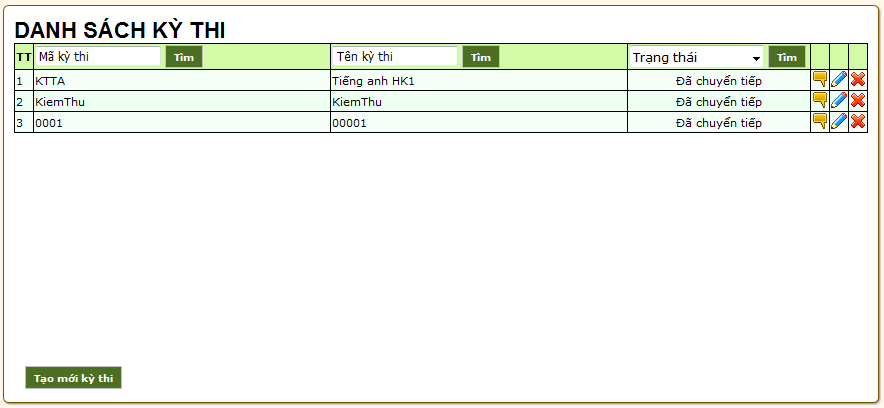 DANH SÁCH KỲ THI
TT Mã kỳ thi Tìm Tên kỳ thi Tìm Trạng thái Tìm
1 KTTA Tiếng anh HK1 Đã chuyển tiếp
2 KiemThu KiemThu Đã chuyển tiếp
3 0001 00001 Đã chuyển tiếp
Tạo mới kỳ thi